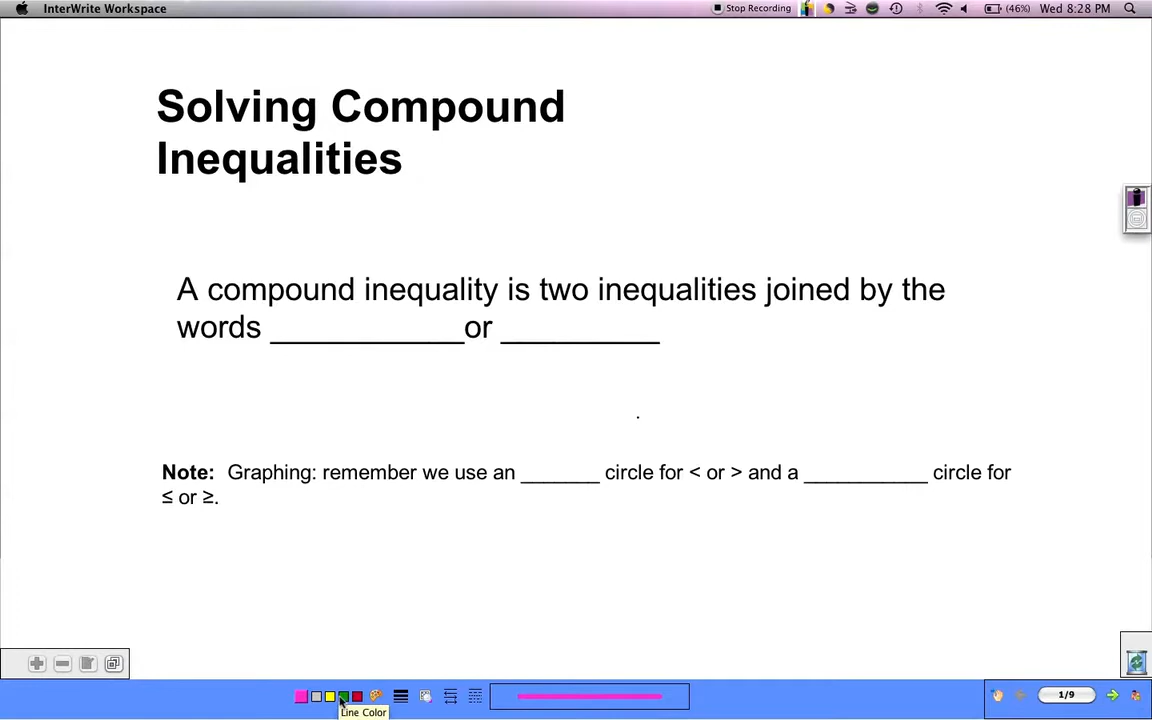 InterWrite Workspace
Stop Recording
(46%)
Wed 8:28 PM
Solving Compound
Inequalities
A compound inequality is two inequalities joined by the
words ____________or __________
.
Note: Graphing: remember we use an _______ circle for < or > and a ___________ circle for
≤ or ≥.
1/9
Line Color